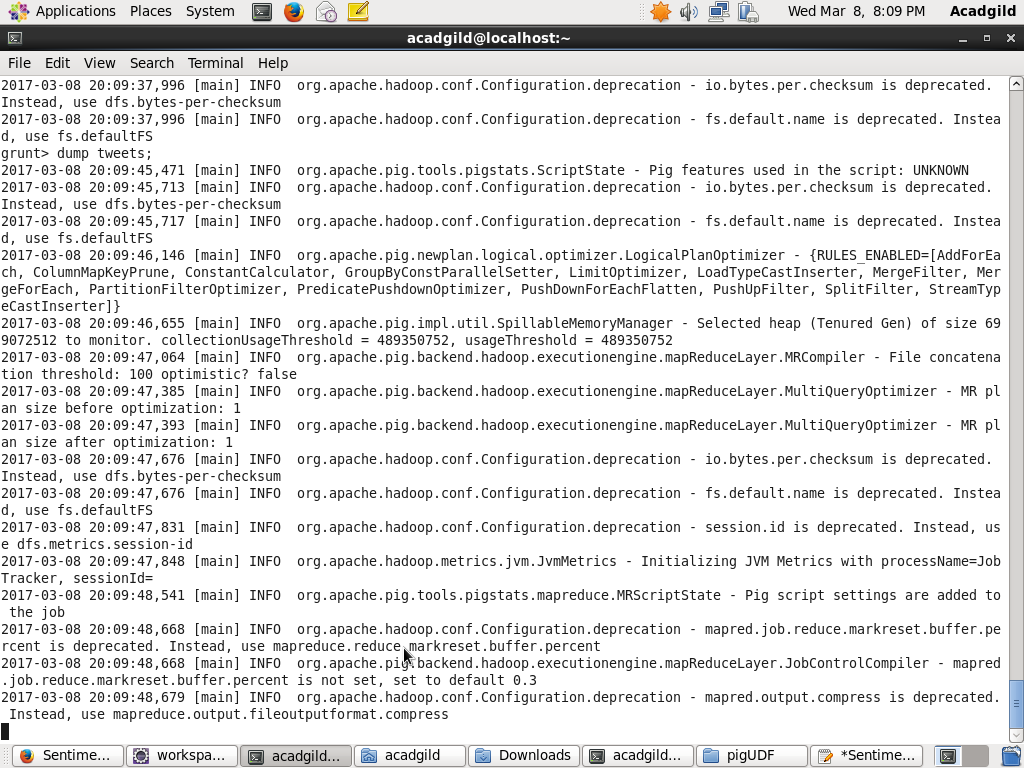 Applications Places System Wed Mar 8, 8:09 PM Acadgild
acadgild@localhost:~
File Edit View Search Terminal Help
2017-03-08 20:09:37,996 [main] INFO  org.apache.hadoop.conf.Configuration.deprecation - io.bytes.per.checksum is deprecated.
Instead, use dfs.bytes-per-checksum
2017-03-08 20:09:37,996 [main] INFO  org.apache.hadoop.conf.Configuration.deprecation - fs.default.name is deprecated. Instea
d, use fs.defaultFS
grunt> dump tweets;
2017-03-08 20:09:45,471 [main] INFO  org.apache.pig.tools.pigstats.ScriptState - Pig features used in the script: UNKNOWN
2017-03-08 20:09:45,713 [main] INFO  org.apache.hadoop.conf.Configuration.deprecation - io.bytes.per.checksum is deprecated.
Instead, use dfs.bytes-per-checksum
2017-03-08 20:09:45,717 [main] INFO  org.apache.hadoop.conf.Configuration.deprecation - fs.default.name is deprecated. Instea
d, use fs.defaultFS
2017-03-08 20:09:46,146 [main] INFO  org.apache.pig.newplan.logical.optimizer.LogicalPlanOptimizer - {RULES_ENABLED=[AddForEa
ch, ColumnMapKeyPrune, ConstantCalculator, GroupByConstParallelSetter, LimitOptimizer, LoadTypeCastInserter, MergeFilter, Mer
geForEach, PartitionFilterOptimizer, PredicatePushdownOptimizer, PushDownForEachFlatten, PushUpFilter, SplitFilter, StreamTyp
eCastInserter]}
2017-03-08 20:09:46,655 [main] INFO  org.apache.pig.impl.util.SpillableMemoryManager - Selected heap (Tenured Gen) of size 69
9072512 to monitor. collectionUsageThreshold = 489350752, usageThreshold = 489350752
2017-03-08 20:09:47,064 [main] INFO  org.apache.pig.backend.hadoop.executionengine.mapReduceLayer.MRCompiler - File concatena
tion threshold: 100 optimistic? false
2017-03-08 20:09:47,385 [main] INFO  org.apache.pig.backend.hadoop.executionengine.mapReduceLayer.MultiQueryOptimizer - MR pl
an size before optimization: 1
2017-03-08 20:09:47,393 [main] INFO  org.apache.pig.backend.hadoop.executionengine.mapReduceLayer.MultiQueryOptimizer - MR pl
an size after optimization: 1
2017-03-08 20:09:47,676 [main] INFO  org.apache.hadoop.conf.Configuration.deprecation - io.bytes.per.checksum is deprecated.
Instead, use dfs.bytes-per-checksum
2017-03-08 20:09:47,676 [main] INFO  org.apache.hadoop.conf.Configuration.deprecation - fs.default.name is deprecated. Instea
d, use fs.defaultFS
2017-03-08 20:09:47,831 [main] INFO  org.apache.hadoop.conf.Configuration.deprecation - session.id is deprecated. Instead, us
e dfs.metrics.session-id
2017-03-08 20:09:47,848 [main] INFO  org.apache.hadoop.metrics.jvm.JvmMetrics - Initializing JVM Metrics with processName=Job
Tracker, sessionId=
2017-03-08 20:09:48,541 [main] INFO  org.apache.pig.tools.pigstats.mapreduce.MRScriptState - Pig script settings are added to
 the job
2017-03-08 20:09:48,668 [main] INFO  org.apache.hadoop.conf.Configuration.deprecation - mapred.job.reduce.markreset.buffer.pe
rcent is deprecated. Instead, use mapreduce.reduce.markreset.buffer.percent
2017-03-08 20:09:48,668 [main] INFO  org.apache.pig.backend.hadoop.executionengine.mapReduceLayer.JobControlCompiler - mapred
.job.reduce.markreset.buffer.percent is not set, set to default 0.3
2017-03-08 20:09:48,679 [main] INFO  org.apache.hadoop.conf.Configuration.deprecation - mapred.output.compress is deprecated.
 Instead, use mapreduce.output.fileoutputformat.compress
Sentime... workspa... acadgild... acadgild Downloads acadgild... pigUDF *Sentime...